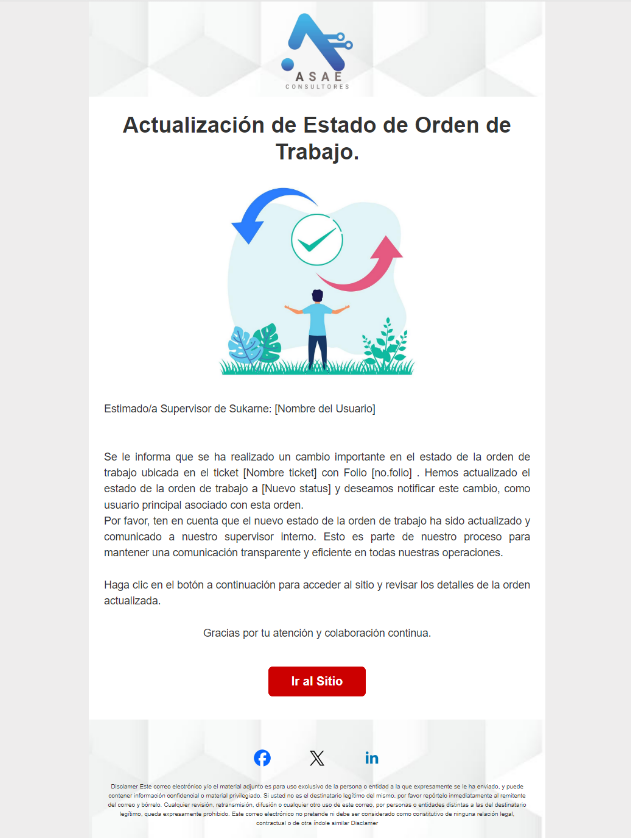 ASAE
CONSULTORES
Actualización de Estado de Orden de
Trabajo.
Estimado/a Supervisor de Sukarne: [Nombre del Usuario]
Se le informa que se ha realizado un cambio importante en el estado de la orden de
trabajo ubicada en el ticket [Nombre ticket] con Folio [no.folio] . Hemos actualizado el
estado de la orden de trabajo a [Nuevo status] y deseamos notificar este cambio, como
usuario principal asociado con esta orden.
Por favor, ten en cuenta que el nuevo estado de la orden de trabajo ha sido actualizado y
comunicado a nuestro supervisor interno. Esto es parte de nuestro proceso para
mantener una comunicación transparente y eficiente en todas nuestras operaciones.
Haga clic en el botón a continuación para acceder al sitio y revisar los detalles de la orden
actualizada.
Gracias por tu atención y colaboración continua.
Ir al Sitio
Disclamer.Este correo electrónico y/o el material adjunto es para uso exclusivo de la persona o entidad a la que expresamente se le ha enviado, y puede
contener información confidencial o material privilegiado. Si usted no es el destinatario legítimo del mismo, por favor repórtelo inmediatamente al remitente
del correo y bórrelo. Cualquier revisión, retransmisión, difusión o cualquier otro uso de este correo, por personas o entidades distintas a las del destinatario
legítimo, queda expresamente prohibido. Este correo electrónico no pretende ni debe ser considerado como constitutivo de ninguna relación legal,
contractual o de otra índole similar Disclamer